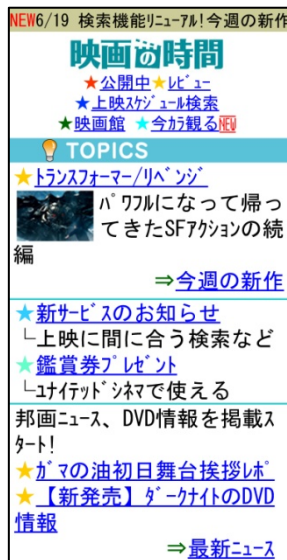 NEW6/19 検索機能ﾘﾆｭｰｱﾙ!今週の新作
映画の時間
★公開中★ﾚﾋﾞｭｰ
★上映ｽｹｼﾞｭｰﾙ検索
★映画館 ★今ｶﾗ観るNEW
TOPICS
★ﾄﾗﾝｽﾌｫｰﾏｰ/ﾘﾍﾞﾝｼﾞ
ﾊﾟﾜﾌﾙになって帰っ
てきたSFｱｸｼｮﾝの続
編
⇒今週の新作
★新ｻｰﾋﾞｽのお知らせ
└上映に間に合う検索など
★鑑賞券ﾌﾟﾚｾﾞﾝﾄ
└ﾕﾅｲﾃｯﾄﾞｼﾈﾏで使える
邦画ﾆｭｰｽ、DVD情報を掲載ｽ
ﾀｰﾄ!
★ｶﾞﾏの油初日舞台挨拶ﾚﾎﾟ
★【新発売】ﾀﾞｰｸﾅｲﾄのDVD
情報
⇒最新ﾆｭｰｽ